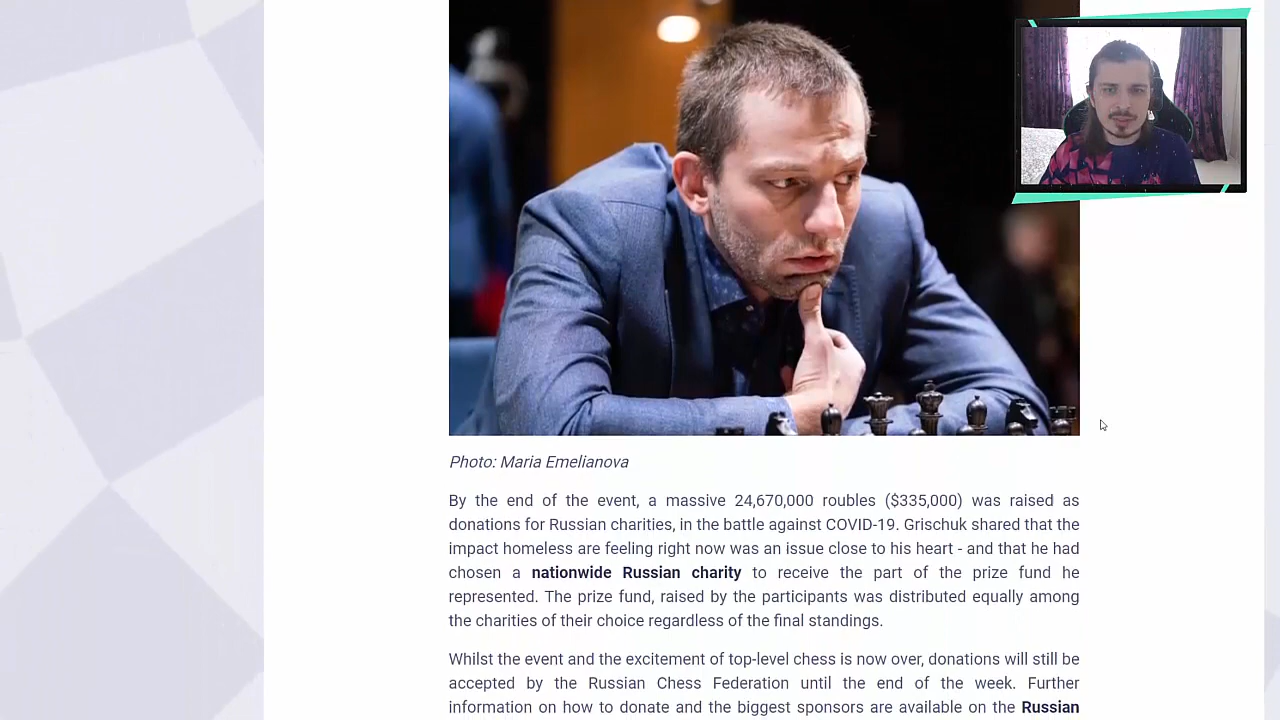 Photo: Maria Emelianova
By the end of the event, a massive 24,670,000 roubles ($335,000) was raised as
donations for Russian charities, in the battle against COVID-19. Grischuk shared that the
impact homeless are feeling right now was an issue close to his heart - and that he had
chosen a nationwide Russian charity to receive the part of the prize fund he
represented. The prize fund, raised by the participants was distributed equally among
the charities of their choice regardless of the final standings.
Whilst the event and the excitement of top-level chess is now over, donations will still be
accepted by the Russian Chess Federation until the end of the week. Further
information on how to donate and the biggest sponsors are available on the Russian